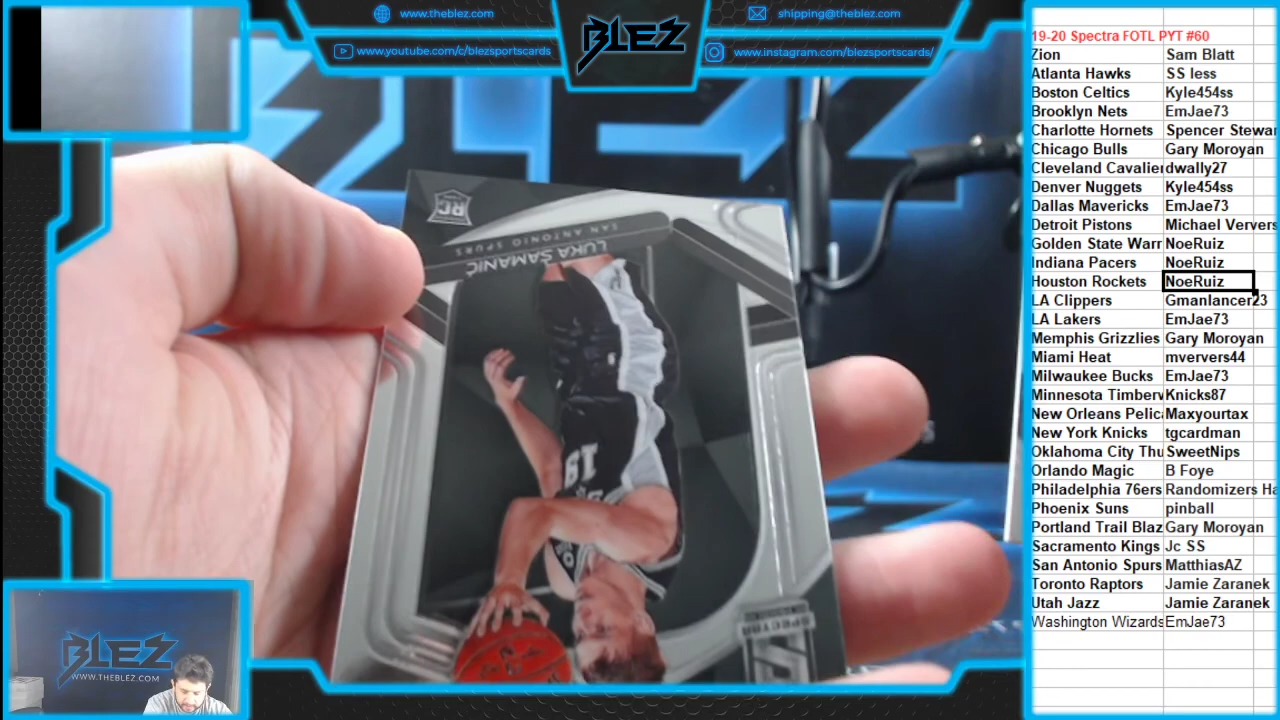 www.theblez.com
www.youtube.com/c/blezsportscards
BLEZ
shipping@theblez.com
www.instagram.com/blezsportscards/
RC
SAN ANTONIO SPURS
LUKA ŠAMANIĆ
19
SPECTRA
BLEZ
WWW.THEBLEZ.COM
19-20 Spectra FOTL PYT #60
Zion Sam Blatt
Atlanta Hawks SS less
Boston Celtics Kyle454ss
Brooklyn Nets EmJae73
Charlotte Hornets Spencer Stewar
Chicago Bulls Gary Moroyan
Cleveland Cavalier dwally27
Denver Nuggets Kyle454ss
Dallas Mavericks EmJae73
Detroit Pistons Michael Ververs
Golden State Warr NoeRuiz
Indiana Pacers NoeRuiz
Houston Rockets NoeRuiz
LA Clippers Gmanlancer23
LA Lakers EmJae73
Memphis Grizzlies Gary Moroyan
Miami Heat mververs44
Milwaukee Bucks EmJae73
Minnesota Timberv Knicks87
New Orleans Pelic Maxyourtax
New York Knicks tgcardman
Oklahoma City Thu SweetNips
Orlando Magic B Foye
Philadelphia 76ers Randomizers Ha
Phoenix Suns pinball
Portland Trail Blaz Gary Moroyan
Sacramento Kings Jc SS
San Antonio Spurs MatthiasAZ
Toronto Raptors Jamie Zaranek
Utah Jazz Jamie Zaranek
Washington Wizards EmJae73